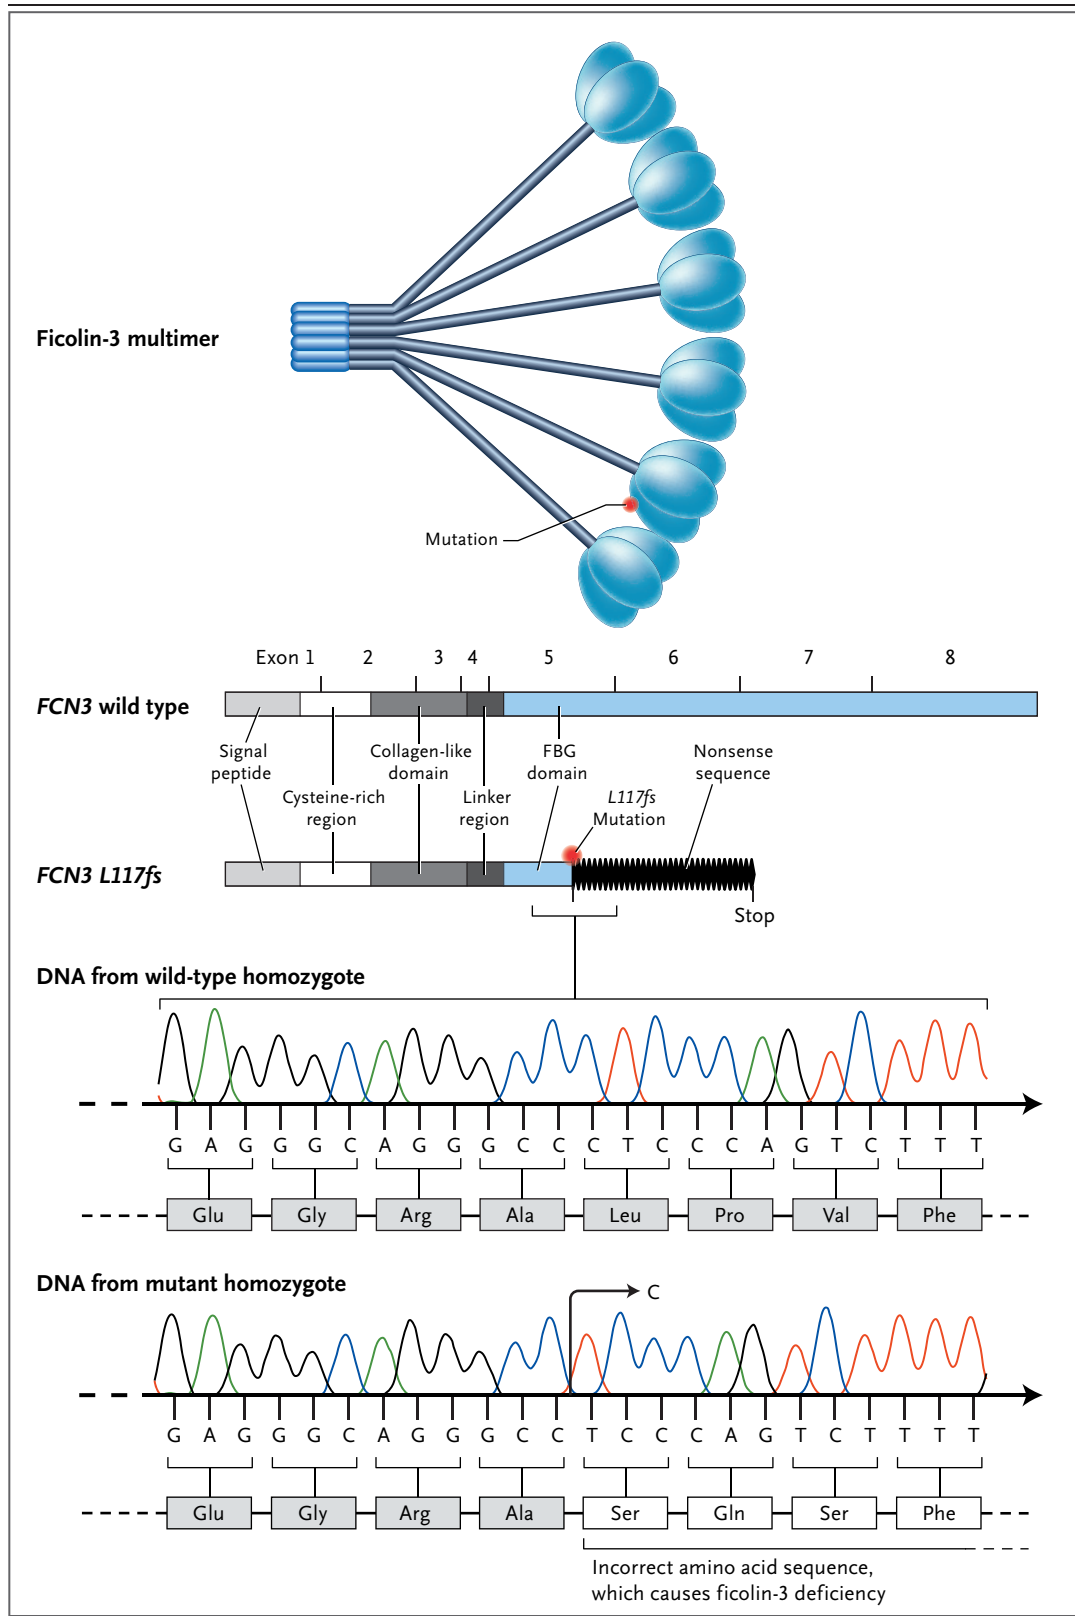 Ficolin-3 multimer
Mutation
Exon 1 2 3 4 5 6 7 8
FCN3 wild type
Signal
peptide
Collagen-like
domain
FBG
domain
Nonsense
sequence
Cysteine-rich
region
Linker
region
L117fs
Mutation
FCN3 L117fs
Stop
DNA from wild-type homozygote
G A G G G C A G G G C C C T C C C A G T C T T T
Glu Gly Arg Ala Leu Pro Val Phe
DNA from mutant homozygote
C
G A G G G C A G G G C C T C C C A G T C T T T T
Glu Gly Arg Ala Ser Gln Ser Phe
Incorrect amino acid sequence,
which causes ficolin-3 deficiency